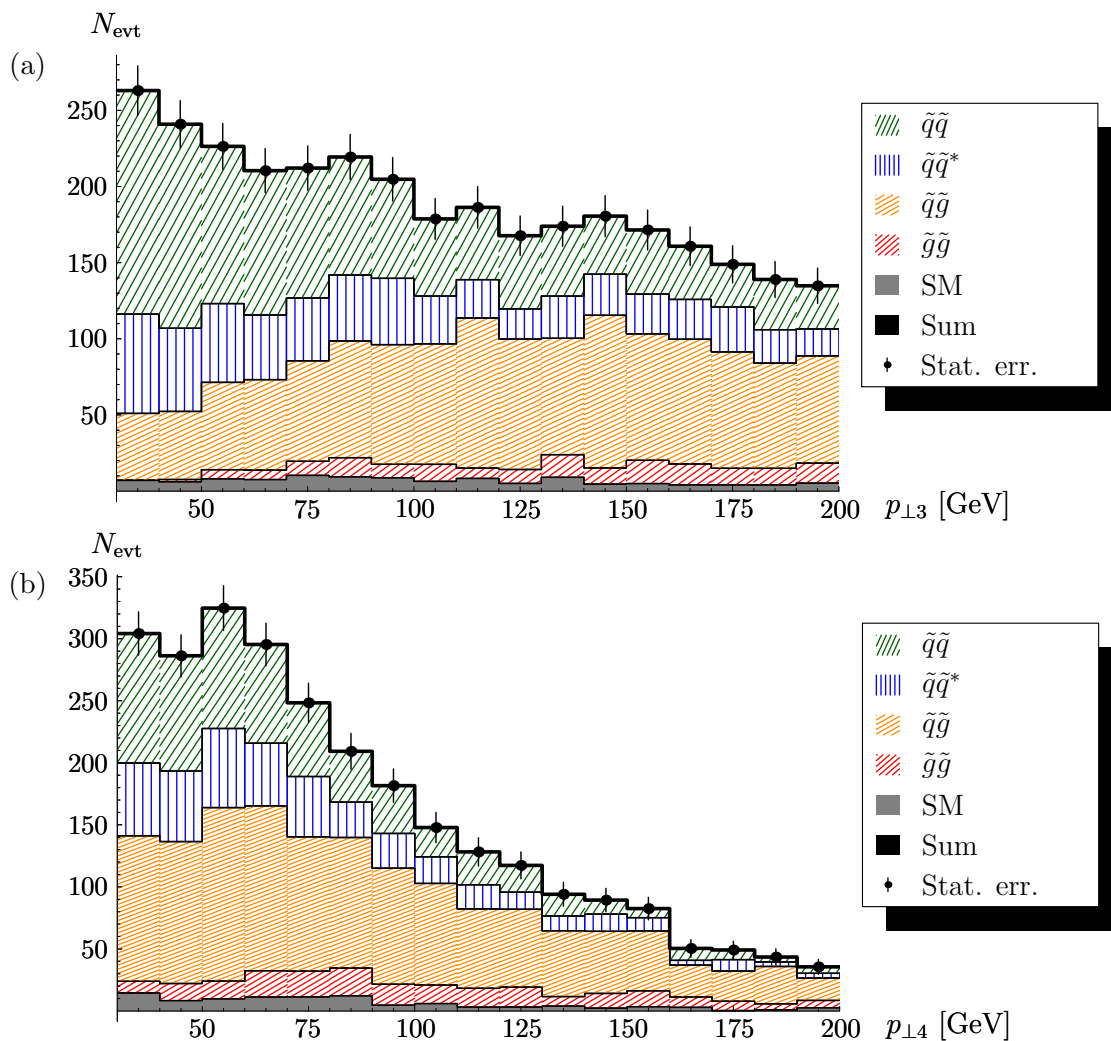 N_evt
(a)
250
200
150
100
50
50 75 100 125 150 175 200 p_⊥3 [GeV]
q̃q̃
q̃q̃*
q̃g̃
g̃g̃
SM
Sum
Stat. err.
N_evt
(b)
350
300
250
200
150
100
50
50 75 100 125 150 175 200 p_⊥4 [GeV]
q̃q̃
q̃q̃*
q̃g̃
g̃g̃
SM
Sum
Stat. err.